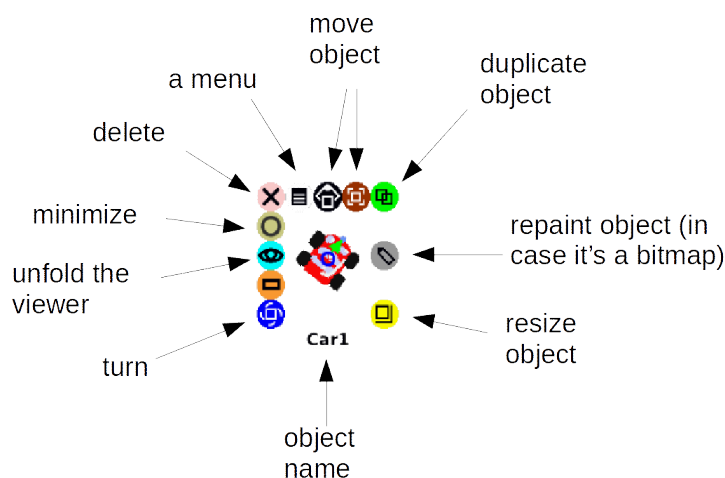 move
object
duplicate
object
a menu
delete
minimize
repaint object (in
case it's a bitmap)
unfold the
viewer
resize
object
Car1
turn
object
name